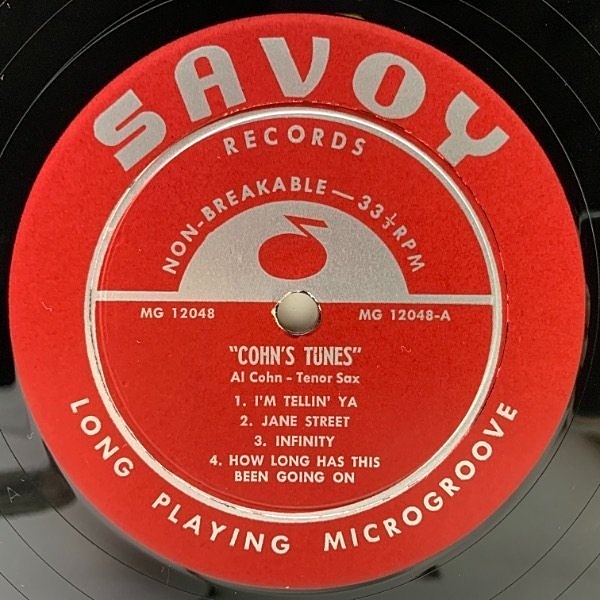 SAVOY
RECORDS
NON-BREAKABLE — 33⅓ RPM
MG 12048
MG 12048-A
"COHN'S TUNES"
Al Cohn - Tenor Sax
1. I'M TELLIN' YA
2. JANE STREET
3. INFINITY
4. HOW LONG HAS THIS
BEEN GOING ON
LONG PLAYING MICROGROOVE